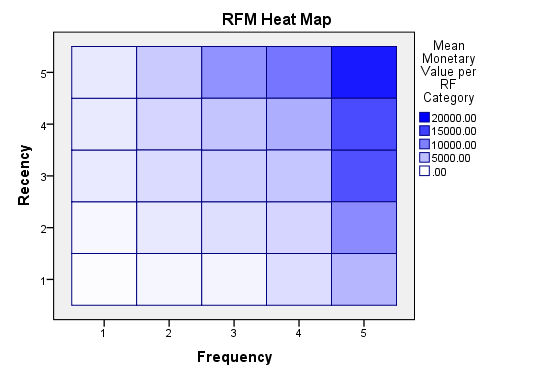 RFM Heat Map
Mean
Monetary
Value per
RF
Category
20000.00
15000.00
10000.00
5000.00
.00
Recency
5
4
3
2
1
1 2 3 4 5
Frequency